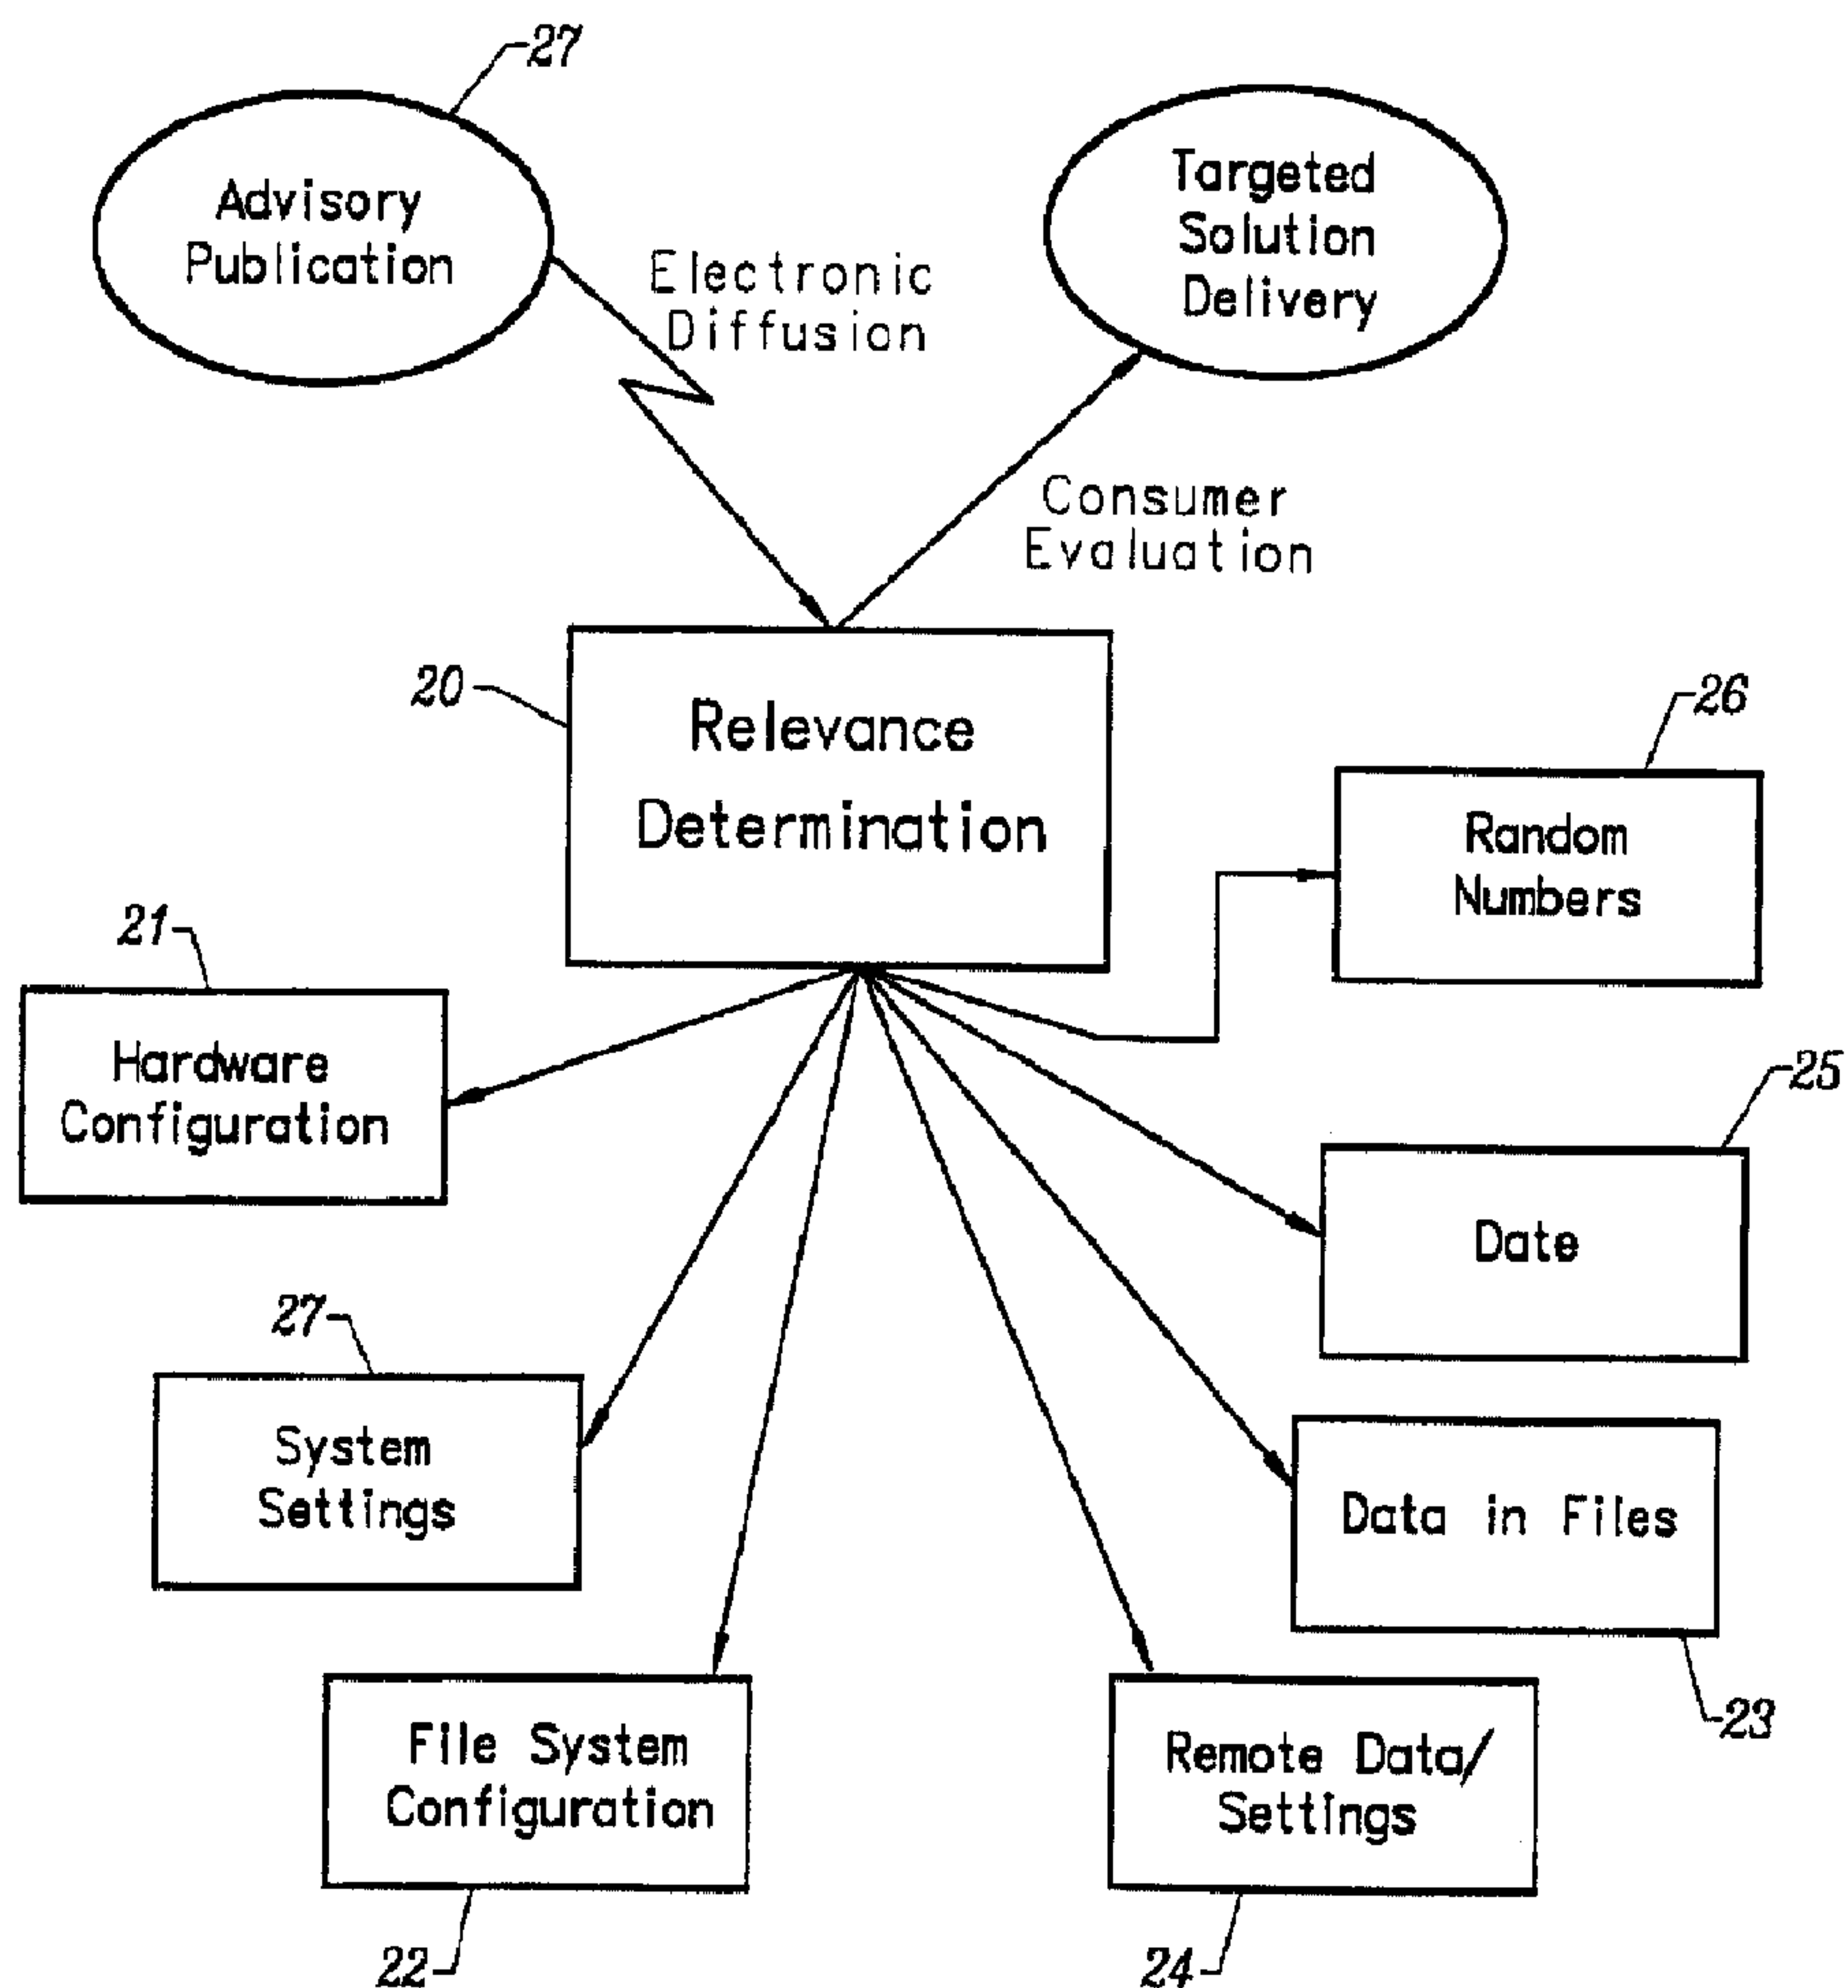 27
Advisory
Publication
Targeted
Solution
Delivery
Electronic
Diffusion
Consumer
Evaluation
20
Relevance
Determination
26
Random
Numbers
21
Hardware
Configuration
25
Date
27
System
Settings
Data in Files
23
File System
Configuration
22
Remote Data/
Settings
24